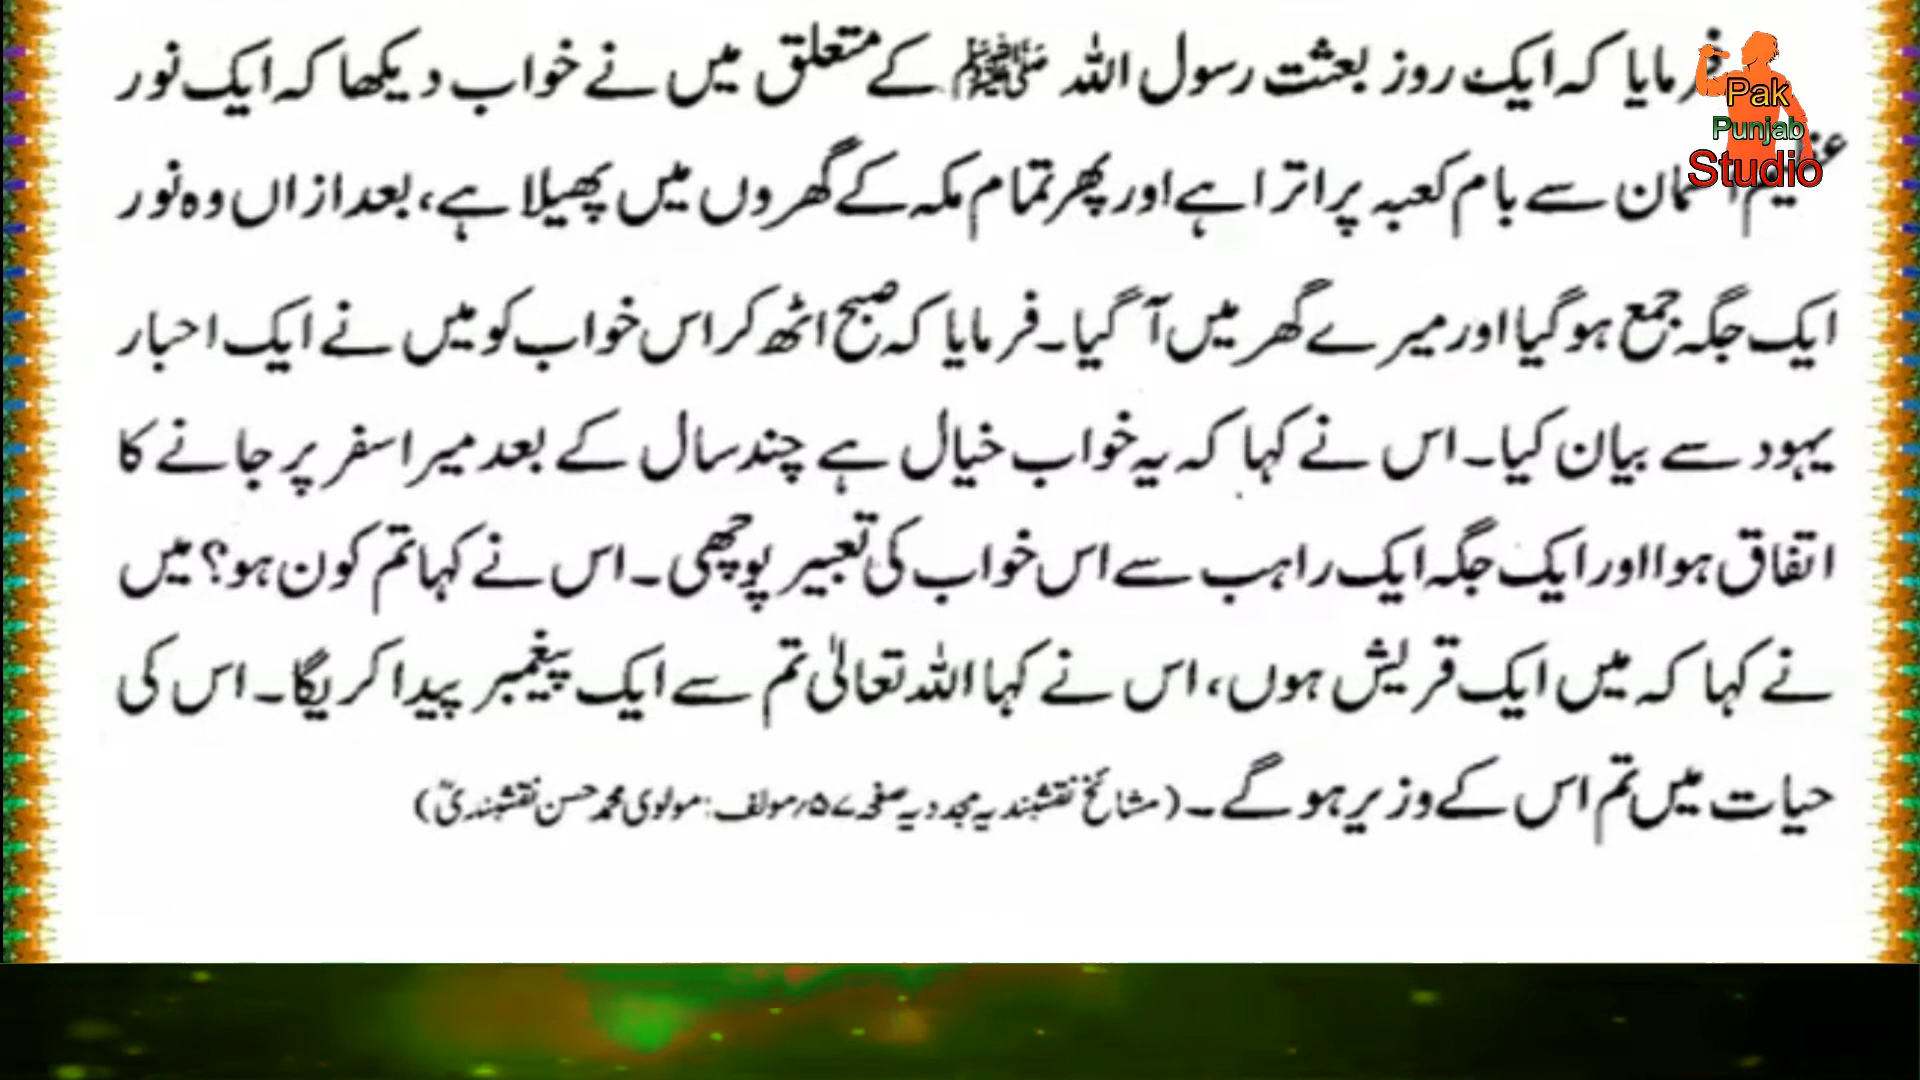 فرمایا کہ ایک روز بعثت رسول اللہ ﷺ کے متعلق میں نے خواب دیکھا کہ ایک نور
سے بام کعبہ پر اترا ہے اور پھر تمام مکہ کے گھروں میں پھیلا ہے، بعد ازاں وہ نور
ایک جگہ جمع ہو گیا اور میرے گھر میں آ گیا۔ فرمایا کہ صبح اٹھ کر اس خواب کو میں نے ایک احبار
یہود سے بیان کیا۔ اس نے کہا کہ یہ خواب خیال ہے چند سال کے بعد میرا سفر پر جانے کا
اتفاق ہوا اور ایک جگہ ایک راہب سے اس خواب کی تعبیر پوچھی۔ اس نے کہا تم کون ہو؟ میں
نے کہا کہ میں ایک قریش ہوں، اس نے کہا اللہ تعالیٰ تم سے ایک پیغمبر پیدا کریگا۔ اس کی
حیات میں تم اس کے وزیر ہو گے۔ (مشائخ نقشبندیہ مجددیہ صفحہ ۵۷/مولف: مولوی محمد حسن نقشبندیؒ)
Pak
Punjab
Studio